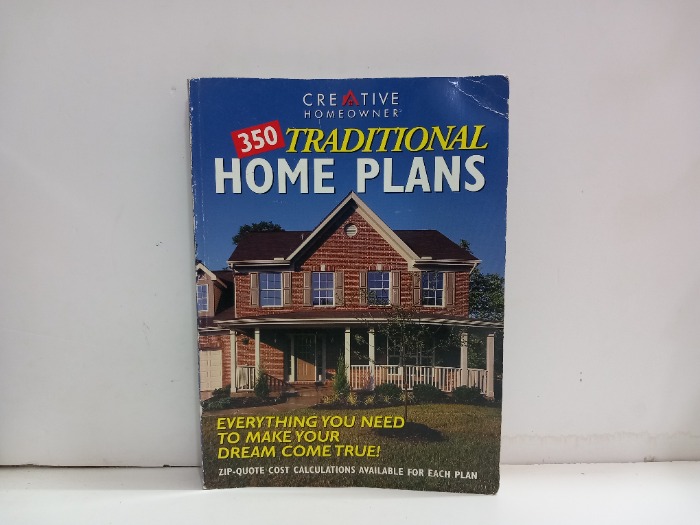 CREATIVE
HOMEOWNER
350 TRADITIONAL
HOME PLANS
EVERYTHING YOU NEED
TO MAKE YOUR
DREAM COME TRUE!
ZIP-QUOTE COST CALCULATIONS AVAILABLE FOR EACH PLAN